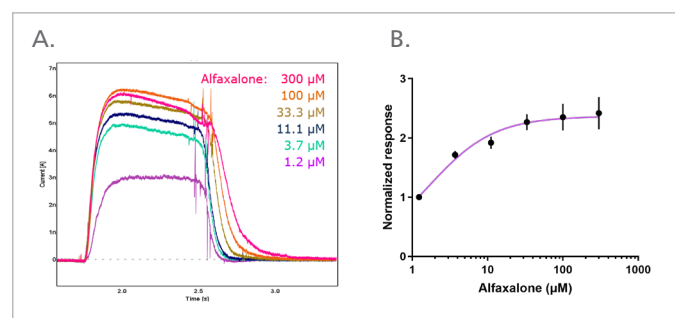 A.
7n
6n
5n
4n
3n
2n
1n
0
Current [A]
2.0
2.5
3.0
Time (s)
Alfaxalone: 300 µM
100 µM
33.3 µM
11.1 µM
3.7 µM
1.2 µM
B.
3
2
1
0
Normalized response
1
10
100
1000
Alfaxalone (µM)